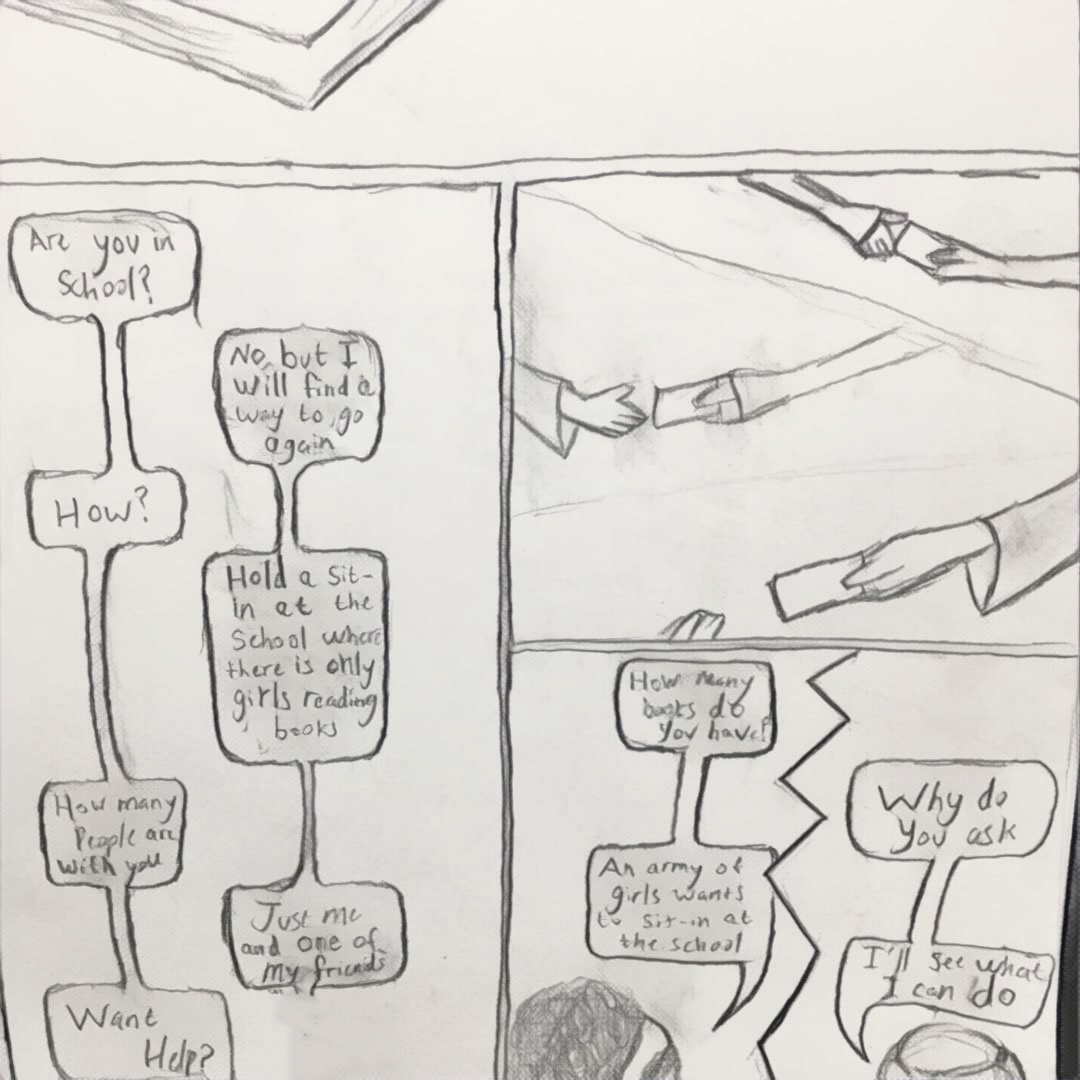 Are you in
School?
No, but I
will find a
way to go
again
How?
Hold a sit-
in at the
School where
there is only
girls reading
books
How many
People are
with you
Just me
and one of
my friends
Want
Help?
How many
books do
you have?
Why do
you ask
An army of
girls wants
to sit-in at
the school
I'll see what
I can do